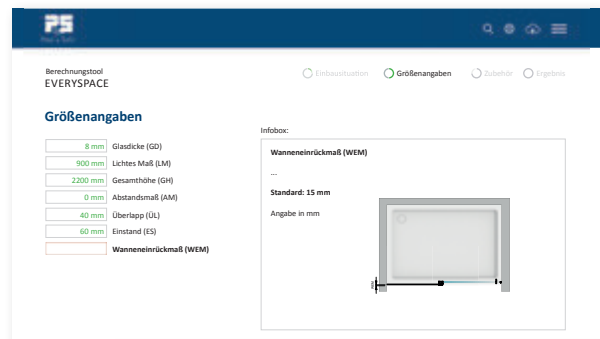 PS
Berechnungstool
EVERYSPACE
Einbausituation
Größenangaben
Zubehör
Ergebnis
Größenangaben
8 mm Glasdicke (GD)
900 mm Lichtes Maß (LM)
2200 mm Gesamthöhe (GH)
0 mm Abstandsmaß (AM)
40 mm Überlapp (ÜL)
60 mm Einstand (ES)
Wanneneinrückmaß (WEM)
Infobox:
Wanneneinrückmaß (WEM)
...
Standard: 15 mm
Angabe in mm